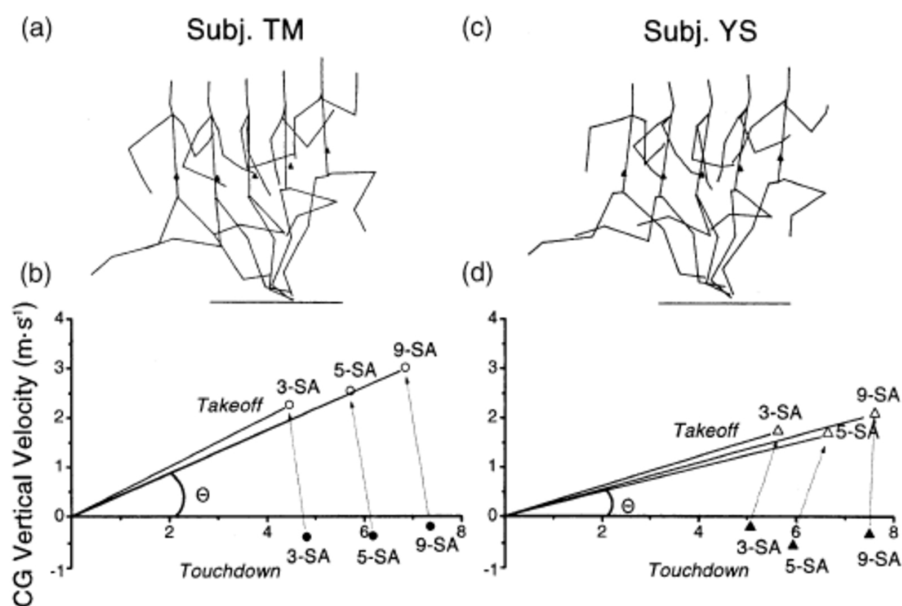 (a) Subj. TM
(c) Subj. YS
(b)
(d)
CG Vertical Velocity (m·s⁻¹)
4
3
2
1
0
-1
0 2 4 6 8
Takeoff
3-SA
5-SA
9-SA
Θ
3-SA
5-SA
9-SA
Touchdown
4
3
2
1
0
-1
0 2 4 6 8
Takeoff
3-SA
5-SA
9-SA
Θ
3-SA
5-SA
9-SA
Touchdown